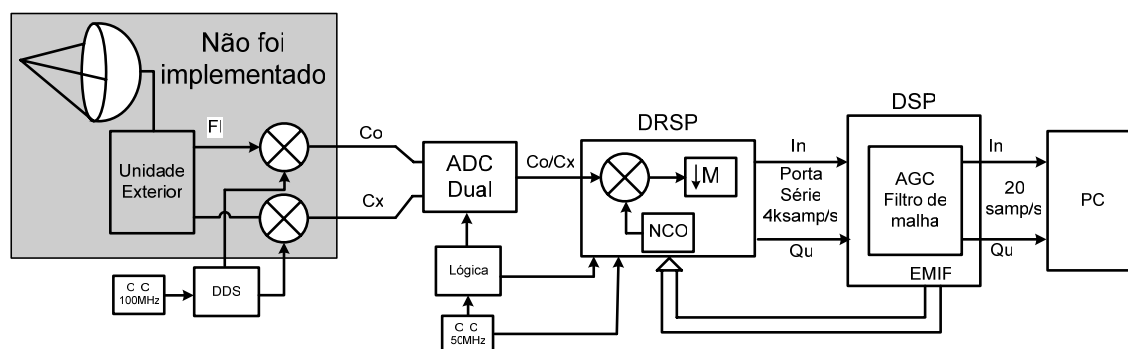 Não foi
implementado
FI
Unidade
Exterior
C C
100MHz
DDS
Co
Cx
ADC
Dual
Lógica
C C
50MHz
Co/Cx
DRSP
↓M
NCO
In
Porta
Série
4ksamp/s
Qu
DSP
AGC
Filtro de
malha
EMIF
In
20
samp/s
Qu
PC